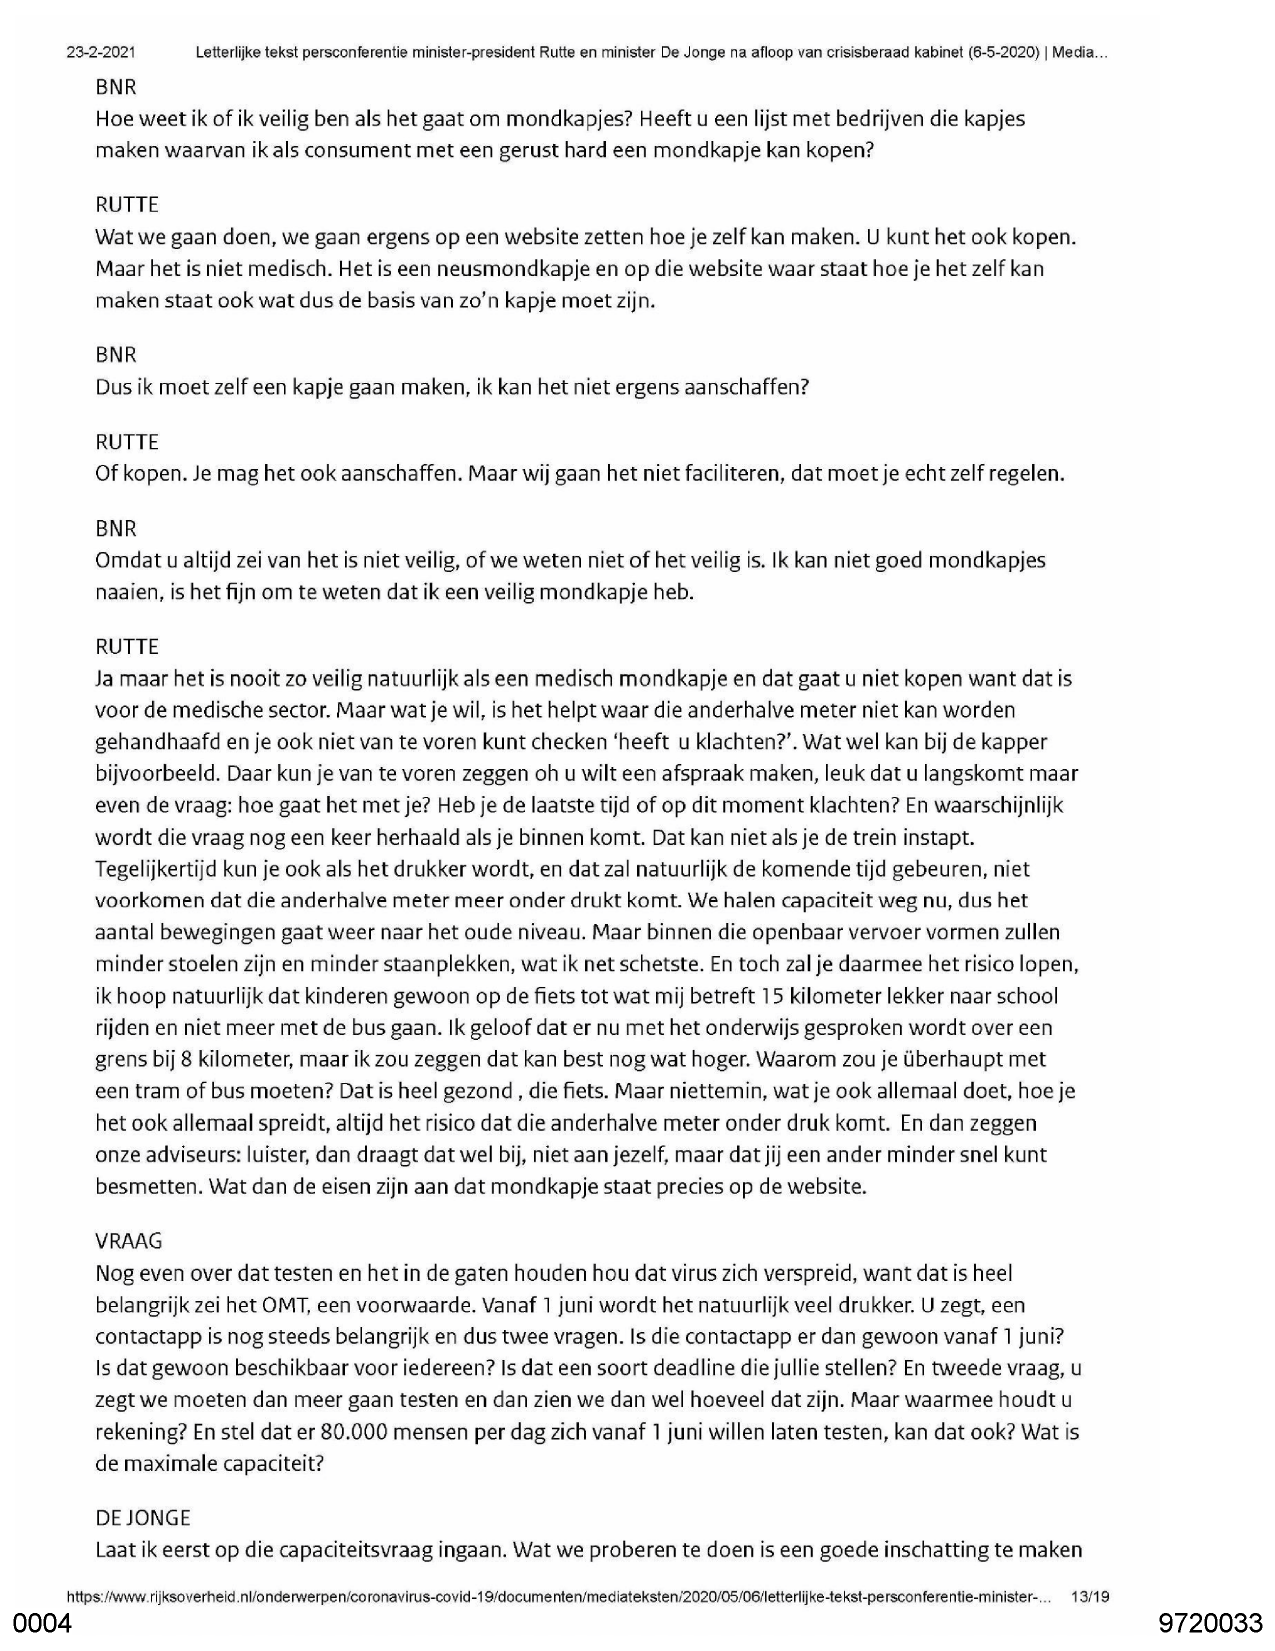 23-2-2021 Letterlijke tekst persconferentie minister-president Rutte en minister De Jonge na afloop van crisisberaad kabinet (6-5-2020) | Media...
BNR
Hoe weet ik of ik veilig ben als het gaat om mondkapjes? Heeft u een lijst met bedrijven die kapjes
maken waarvan ik als consument met een gerust hard een mondkapje kan kopen?
RUTTE
Wat we gaan doen, we gaan ergens op een website zetten hoe je zelf kan maken. U kunt het ook kopen.
Maar het is niet medisch. Het is een neusmondkapje en op die website waar staat hoe je het zelf kan
maken staat ook wat dus de basis van zo'n kapje moet zijn.
BNR
Dus ik moet zelf een kapje gaan maken, ik kan het niet ergens aanschaffen?
RUTTE
Of kopen. Je mag het ook aanschaffen. Maar wij gaan het niet faciliteren, dat moet je echt zelf regelen.
BNR
Omdat u altijd zei van het is niet veilig, of we weten niet of het veilig is. Ik kan niet goed mondkapjes
naaien, is het fijn om te weten dat ik een veilig mondkapje heb.
RUTTE
Ja maar het is nooit zo veilig natuurlijk als een medisch mondkapje en dat gaat u niet kopen want dat is
voor de medische sector. Maar wat je wil, is het helpt waar die anderhalve meter niet kan worden
gehandhaafd en je ook niet van te voren kunt checken 'heeft u klachten?'. Wat wel kan bij de kapper
bijvoorbeeld. Daar kun je van te voren zeggen oh u wilt een afspraak maken, leuk dat u langskomt maar
even de vraag: hoe gaat het met je? Heb je de laatste tijd of op dit moment klachten? En waarschijnlijk
wordt die vraag nog een keer herhaald als je binnen komt. Dat kan niet als je de trein instapt.
Tegelijkertijd kun je ook als het drukker wordt, en dat zal natuurlijk de komende tijd gebeuren, niet
voorkomen dat die anderhalve meter meer onder drukt komt. We halen capaciteit weg nu, dus het
aantal bewegingen gaat weer naar het oude niveau. Maar binnen die openbaar vervoer vormen zullen
minder stoelen zijn en minder staanplekken, wat ik net schetste. En toch zal je daarmee het risico lopen,
ik hoop natuurlijk dat kinderen gewoon op de fiets tot wat mij betreft 15 kilometer lekker naar school
rijden en niet meer met de bus gaan. Ik geloof dat er nu met het onderwijs gesproken wordt over een
grens bij 8 kilometer, maar ik zou zeggen dat kan best nog wat hoger. Waarom zou je überhaupt met
een tram of bus moeten? Dat is heel gezond , die fiets. Maar niettemin, wat je ook allemaal doet, hoe je
het ook allemaal spreidt, altijd het risico dat die anderhalve meter onder druk komt. En dan zeggen
onze adviseurs: luister, dan draagt dat wel bij, niet aan jezelf, maar dat jij een ander minder snel kunt
besmetten. Wat dan de eisen zijn aan dat mondkapje staat precies op de website.
VRAAG
Nog even over dat testen en het in de gaten houden hou dat virus zich verspreid, want dat is heel
belangrijk zei het OMT, een voorwaarde. Vanaf 1 juni wordt het natuurlijk veel drukker. U zegt, een
contactapp is nog steeds belangrijk en dus twee vragen. Is die contactapp er dan gewoon vanaf 1 juni?
Is dat gewoon beschikbaar voor iedereen? Is dat een soort deadline die jullie stellen? En tweede vraag, u
zegt we moeten dan meer gaan testen en dan zien we dan wel hoeveel dat zijn. Maar waarmee houdt u
rekening? En stel dat er 80.000 mensen per dag zich vanaf 1 juni willen laten testen, kan dat ook? Wat is
de maximale capaciteit?
DE JONGE
Laat ik eerst op die capaciteitsvraag ingaan. Wat we proberen te doen is een goede inschatting te maken
https://www.rijksoverheid.nl/onderwerpen/coronavirus-covid-19/documenten/mediateksten/2020/05/06/letterlijke-tekst-persconferentie-minister-... 13/19
0004 9720033